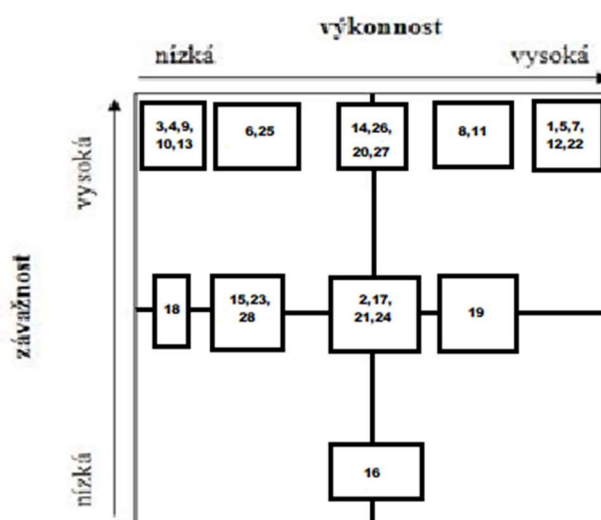 výkonnost
nízká
vysoká
3,4,9,
10,13
6,25
14,26,
20,27
8,11
1,5,7,
12,22
vysoká
závažnost
18
15,23,
28
2,17,
21,24
19
nízká
16